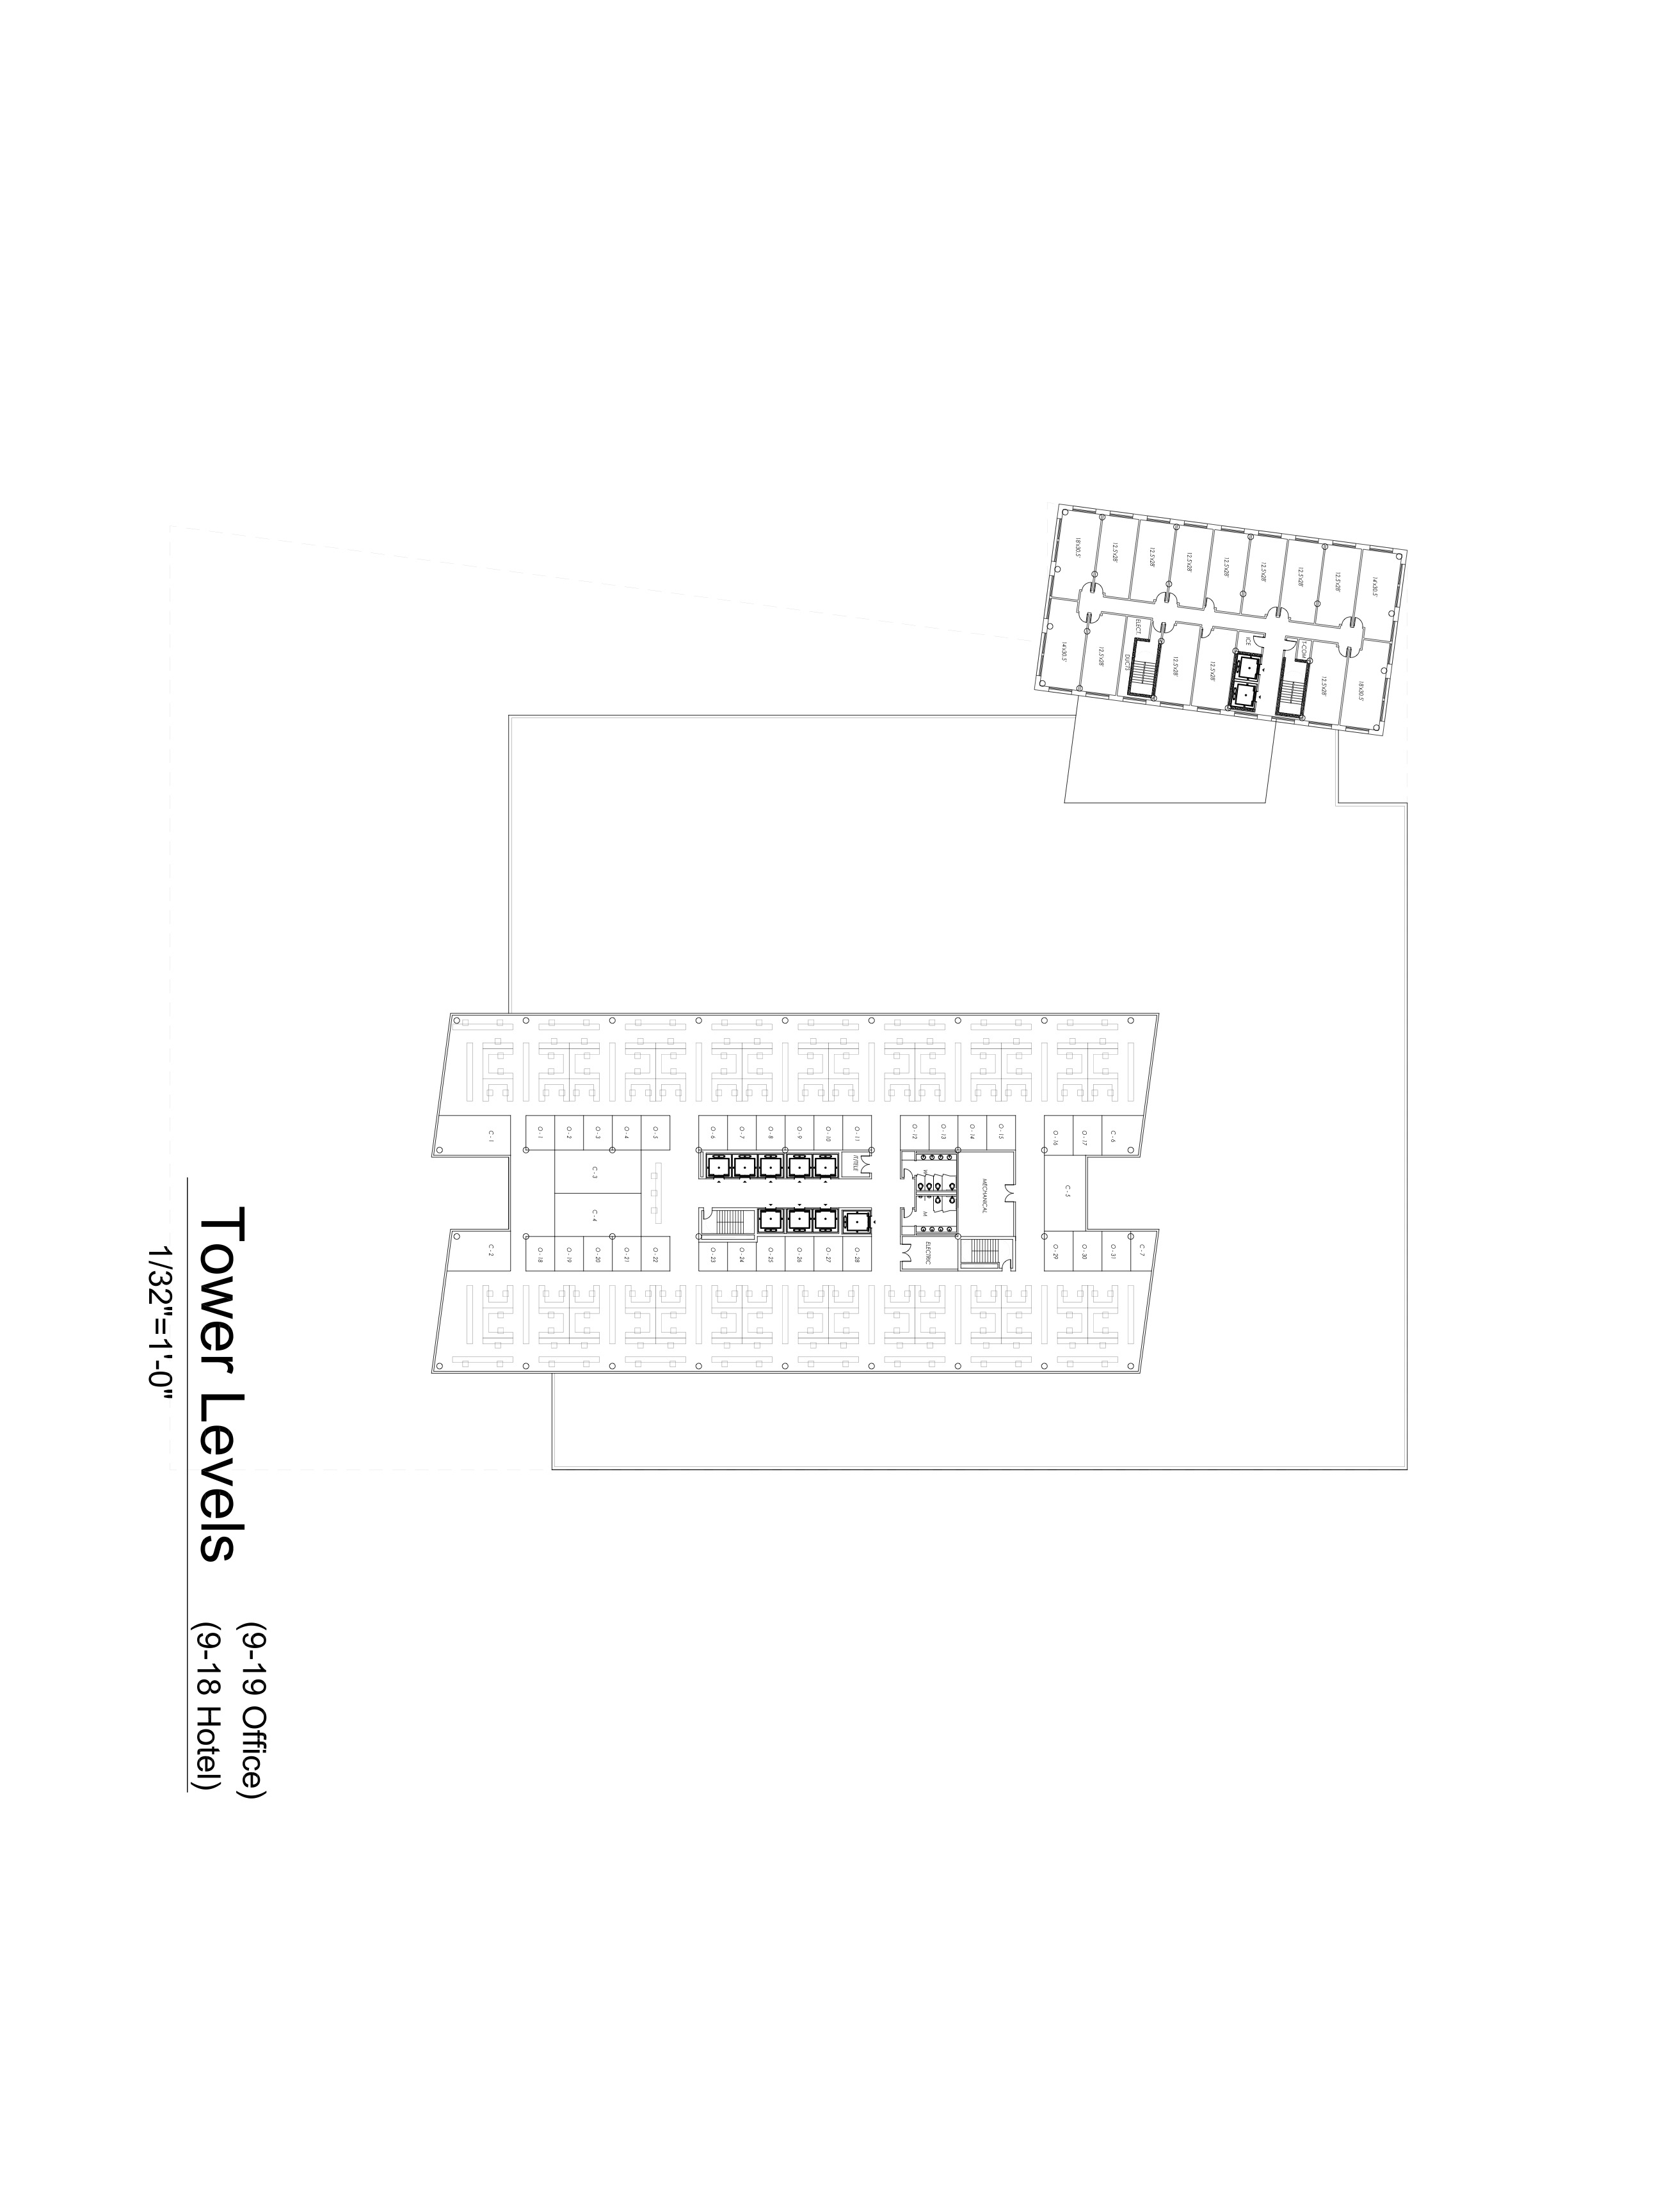 14'x30.5'
18'x30.5'
12.5'x28'
12.5'x28'
12.5'x28'
T-COM
12.5'x28'
ICE
12.5'x28'
12.5'x28'
12.5'x28'
12.5'x28'
12.5'x28'
ELECT.
DUCTS
12.5'x28'
12.5'x28'
18'x30.5'
14'x30.5'
C - 7
C - 6
O - 31
O - 17
O - 30
C - 5
O - 16
O - 29
O - 15
MECHANICAL
O - 14
O - 13
O - 12
W
M
ELECTRIC
O - 11
IT/TELE
O - 28
O - 10
O - 27
O - 9
O - 26
O - 8
O - 25
O - 7
O - 24
O - 6
O - 23
O - 5
O - 22
O - 4
O - 21
O - 3
C - 3
C - 4
O - 20
O - 2
O - 19
O - 1
O - 18
C - 1
C - 2
(9-19 Office)
Tower Levels
(9-18 Hotel)
1/32"=1'-0"